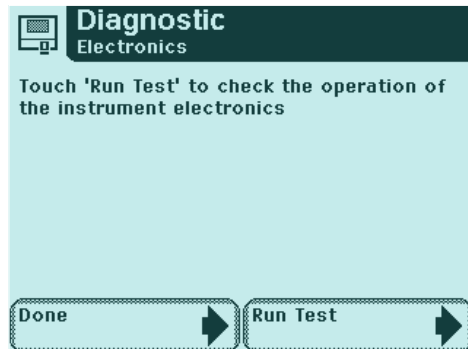 Diagnostic
Electronics
Touch 'Run Test' to check the operation of
the instrument electronics
Done
Run Test